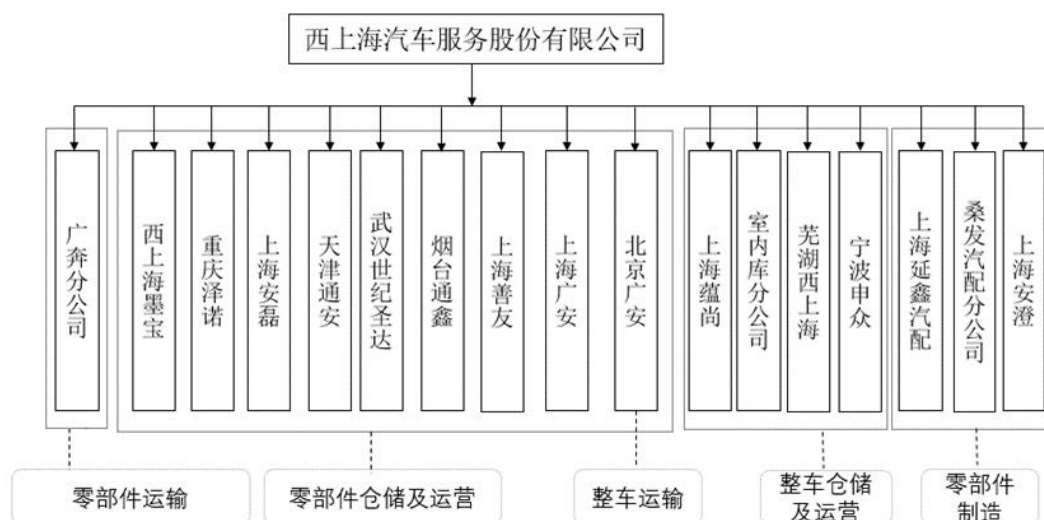 西上海汽车服务股份有限公司
广奔分公司
西上海墨宝
重庆泽诺
上海安磊
天津通安
武汉世纪圣达
烟台通鑫
上海善友
上海广安
北京广安
上海蕴尚
室内库分公司
芜湖西上海
宁波申众
上海延鑫汽配
桑发汽配分公司
上海安澄
零部件运输
零部件仓储及运营
整车运输
整车仓储
及运营
零部件
制造